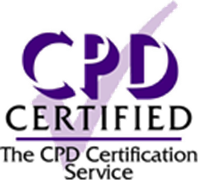 CPD
CERTIFIED
The CPD Certification
Service